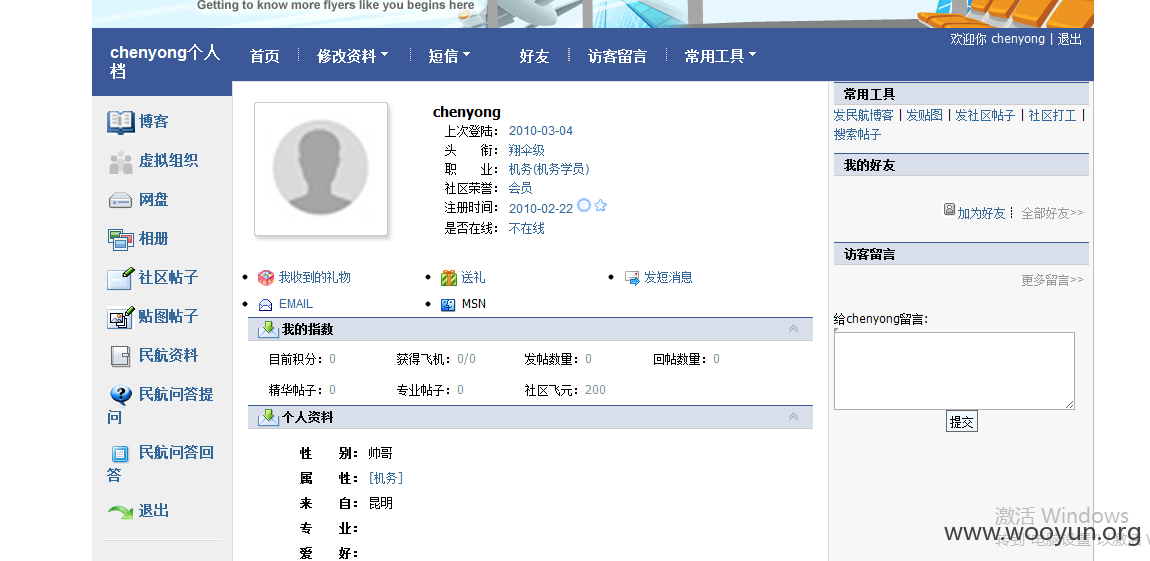 Getting to know more flyers like you begins here
欢迎你 chenyong | 退出
chenyong个人档
首页 修改资料 短信 好友 访客留言 常用工具
博客
虚拟组织
网盘
相册
社区帖子
贴图帖子
民航资料
民航问答提问
民航问答回答
退出
chenyong
上次登陆： 2010-03-04
头 衔： 翔伞级
职 业： 机务(机务学员)
社区荣誉： 会员
注册时间： 2010-02-22
是否在线： 不在线
我收到的礼物 送礼 发短消息
EMAIL MSN
我的指数
目前积分：0 获得飞机：0/0 发帖数量：0 回帖数量：0
精华帖子：0 专业帖子：0 社区飞元：200
个人资料
性 别： 帅哥
属 性： [机务]
来 自： 昆明
专 业：
爱 好：
常用工具
发民航博客 | 发贴图 | 发社区帖子 | 社区打工 |
搜索帖子
我的好友
加为好友 全部好友>>
访客留言
更多留言>>
给chenyong留言:
提交
激活 Windows
www.wooyun.org